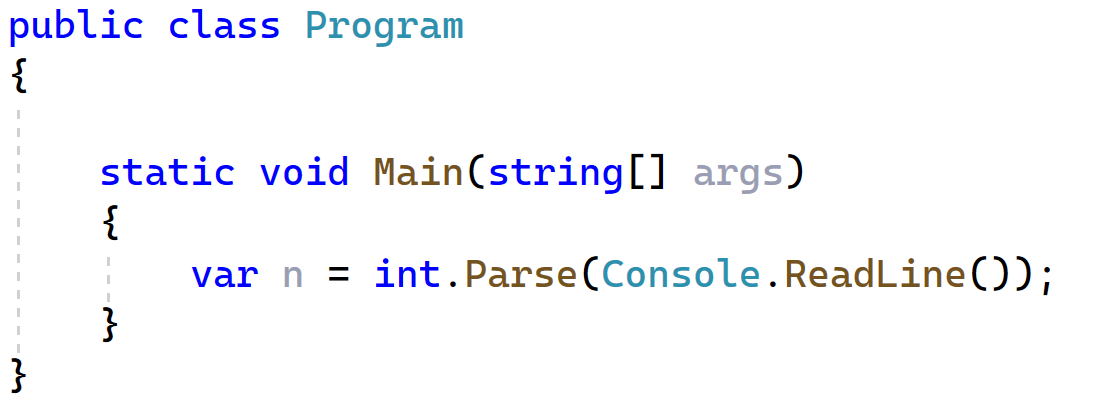 public class Program
{
static void Main(string[] args)
{
var n = int.Parse(Console.ReadLine());
}
}